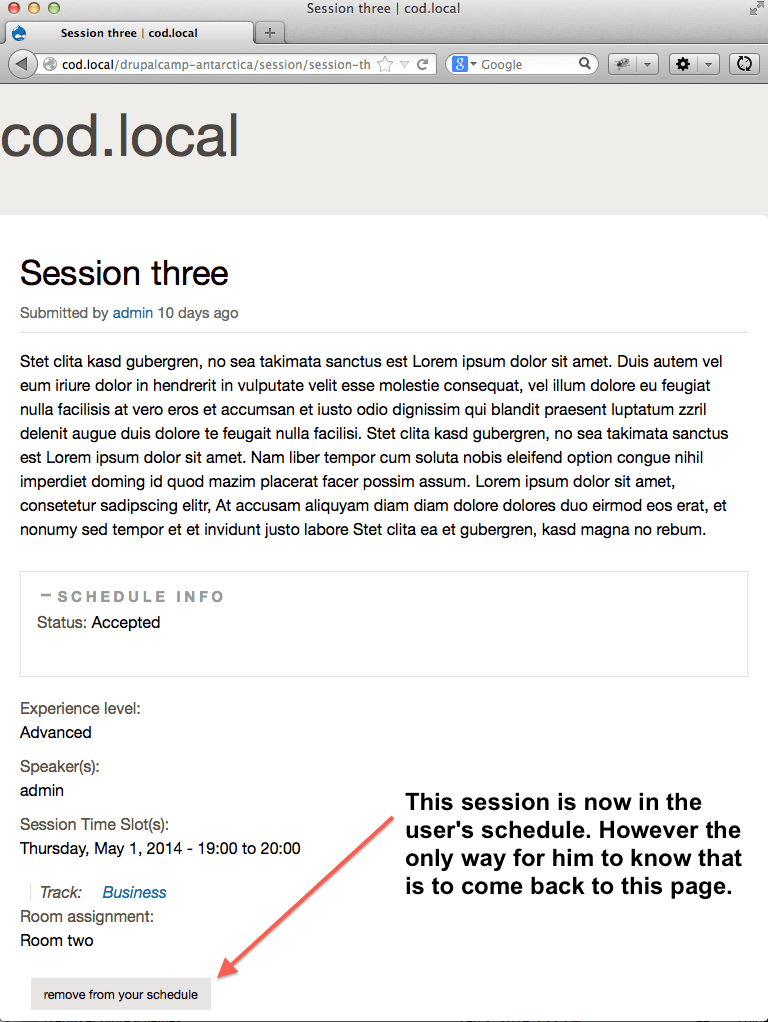 Session three | cod.local
Session three | cod.local
cod.local/drupalcamp-antarctica/session/session-th
Google
cod.local
Session three
Submitted by admin 10 days ago
Stet clita kasd gubergren, no sea takimata sanctus est Lorem ipsum dolor sit amet. Duis autem vel
eum iriure dolor in hendrerit in vulputate velit esse molestie consequat, vel illum dolore eu feugiat
nulla facilisis at vero eros et accumsan et iusto odio dignissim qui blandit praesent luptatum zzril
delenit augue duis dolore te feugait nulla facilisi. Stet clita kasd gubergren, no sea takimata sanctus
est Lorem ipsum dolor sit amet. Nam liber tempor cum soluta nobis eleifend option congue nihil
imperdiet doming id quod mazim placerat facer possim assum. Lorem ipsum dolor sit amet,
consetetur sadipscing elitr, At accusam aliquyam diam diam dolore dolores duo eirmod eos erat, et
nonumy sed tempor et et invidunt justo labore Stet clita ea et gubergren, kasd magna no rebum.
SCHEDULE INFO
Status: Accepted
Experience level:
Advanced
Speaker(s):
admin
Session Time Slot(s):
Thursday, May 1, 2014 - 19:00 to 20:00
Track: Business
Room assignment:
Room two
This session is now in the
user's schedule. However the
only way for him to know that
is to come back to this page.
remove from your schedule